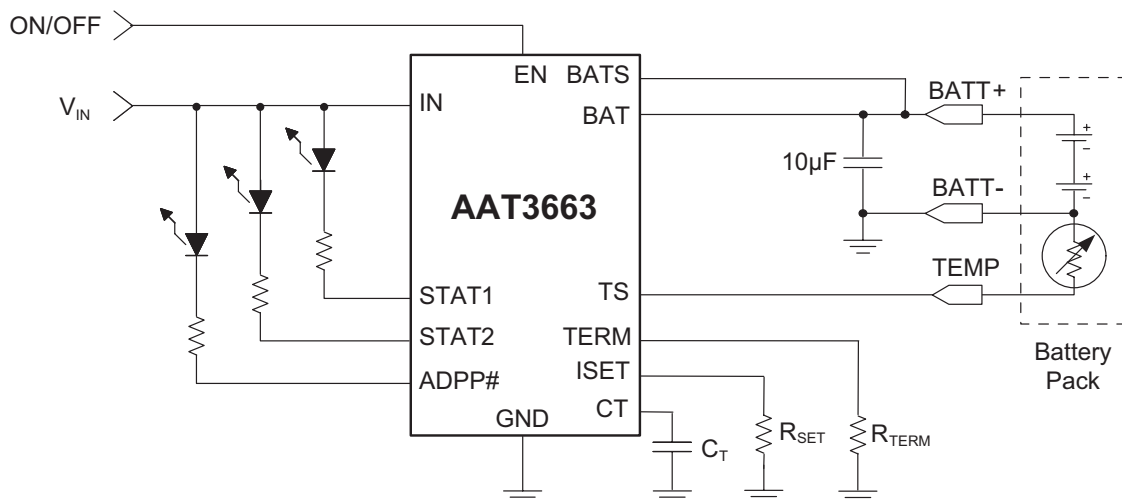 ON/OFF
V_IN
EN
BATS
IN
BAT
BATT+
+
−
10µF
+
−
AAT3663
BATT-
TEMP
STAT1
TS
STAT2
TERM
ADPP#
ISET
Battery
Pack
GND
CT
C_T
R_SET
R_TERM